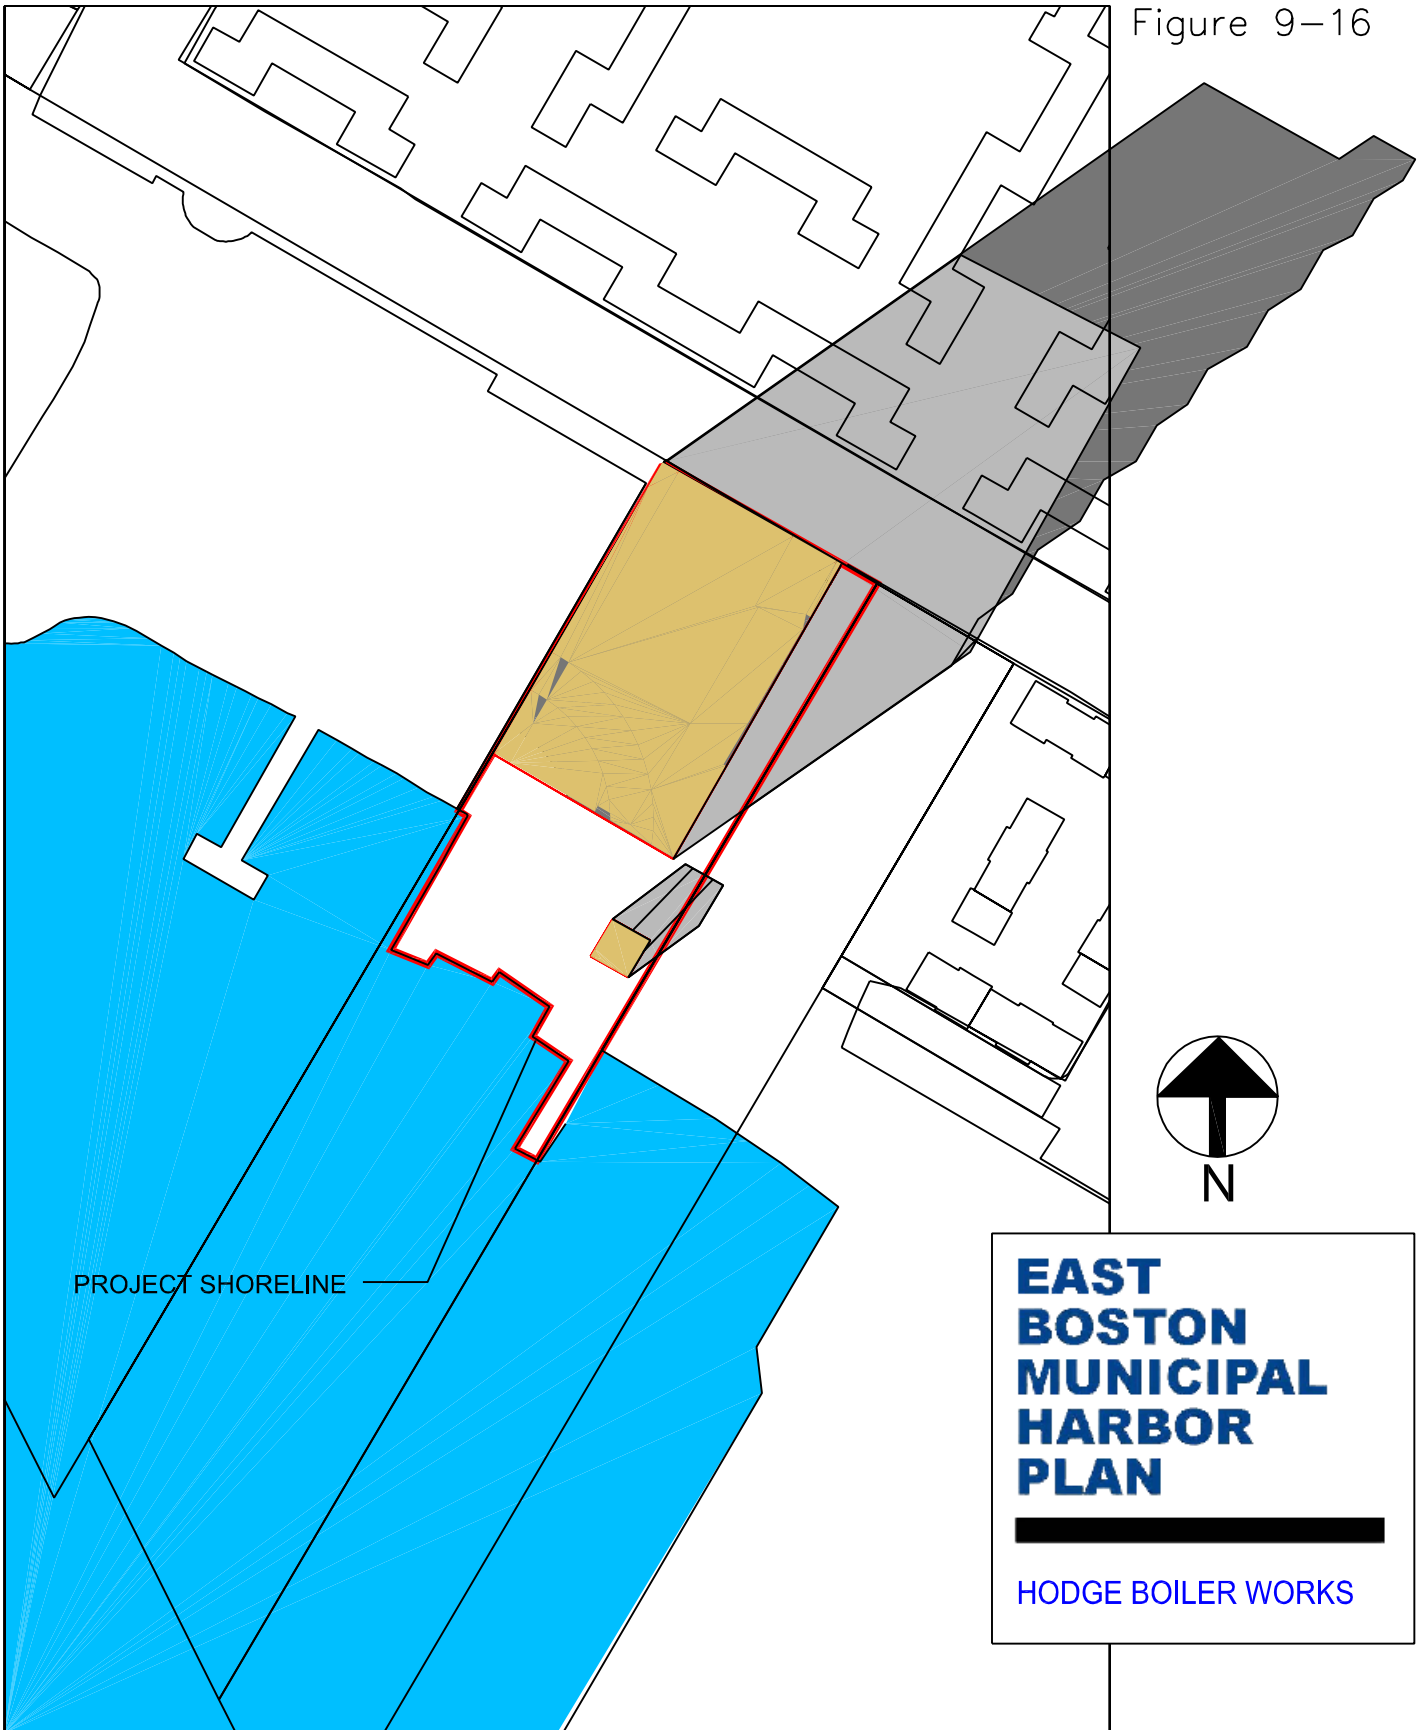 Figure 9-16
PROJECT SHORELINE
N
EAST
BOSTON
MUNICIPAL
HARBOR
PLAN
HODGE BOILER WORKS